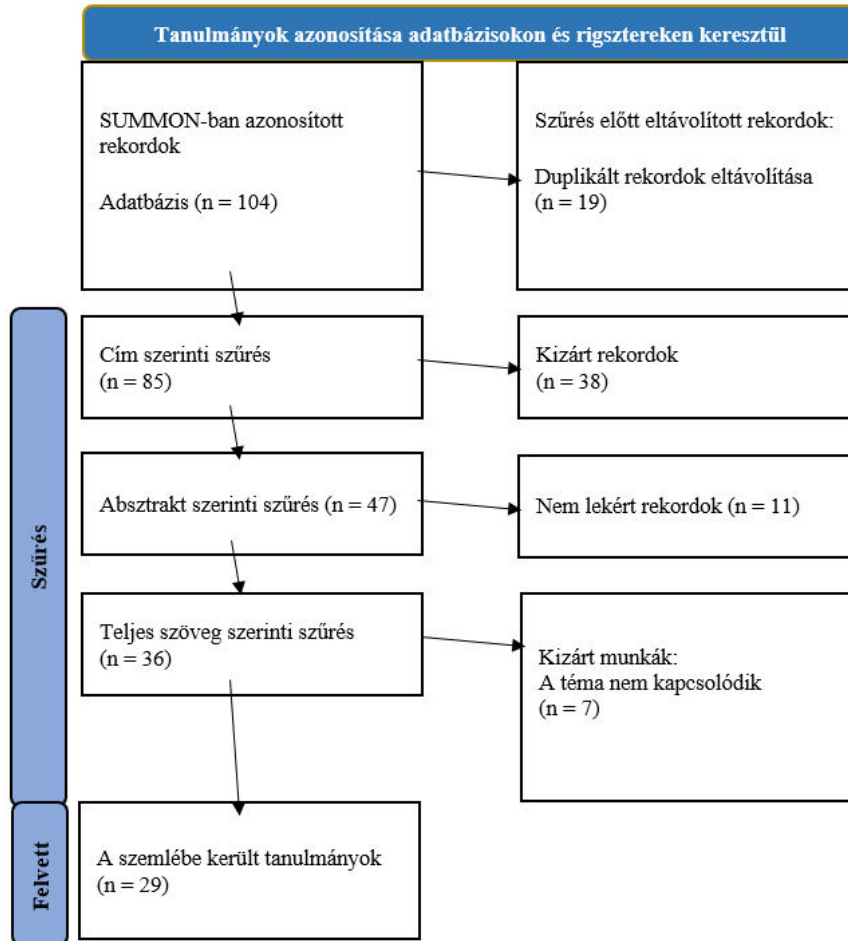 Tanulmányok azonosítása adatbázisokon és rigsztereken keresztül
SUMMON-ban azonosított
rekordok
Adatbázis (n = 104)
Szűrés előtt eltávolított rekordok:
Duplikált rekordok eltávolítása
(n = 19)
Szűrés
Cím szerinti szűrés
(n = 85)
Kizárt rekordok
(n = 38)
Absztrakt szerinti szűrés (n = 47)
Nem lekért rekordok (n = 11)
Teljes szöveg szerinti szűrés
(n = 36)
Kizárt munkák:
A téma nem kapcsolódik
(n = 7)
Felvett
A szemlébe került tanulmányok
(n = 29)